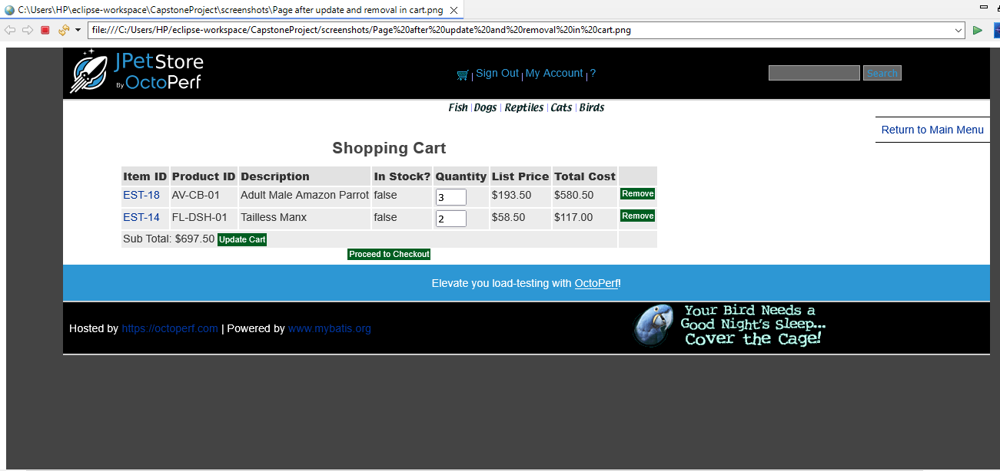 C:\Users\HP\eclipse-workspace\CapstoneProject\screenshots\Page after update and removal in cart.png
file:///C:/Users/HP/eclipse-workspace/CapstoneProject/screenshots/Page%20after%20update%20and%20removal%20in%20cart.png
JPetStore
By OctoPerf
Sign Out | My Account | ?
Search
Fish | Dogs | Reptiles | Cats | Birds
Return to Main Menu
Shopping Cart
Item ID Product ID Description In Stock? Quantity List Price Total Cost
EST-18 AV-CB-01 Adult Male Amazon Parrot false 3 $193.50 $580.50 Remove
EST-14 FL-DSH-01 Tailless Manx false 2 $58.50 $117.00 Remove
Sub Total: $697.50 Update Cart
Proceed to Checkout
Elevate you load-testing with OctoPerf!
Hosted by https://octoperf.com | Powered by www.mybatis.org
Your Bird Needs a
Good Night's Sleep...
Cover the Cage!